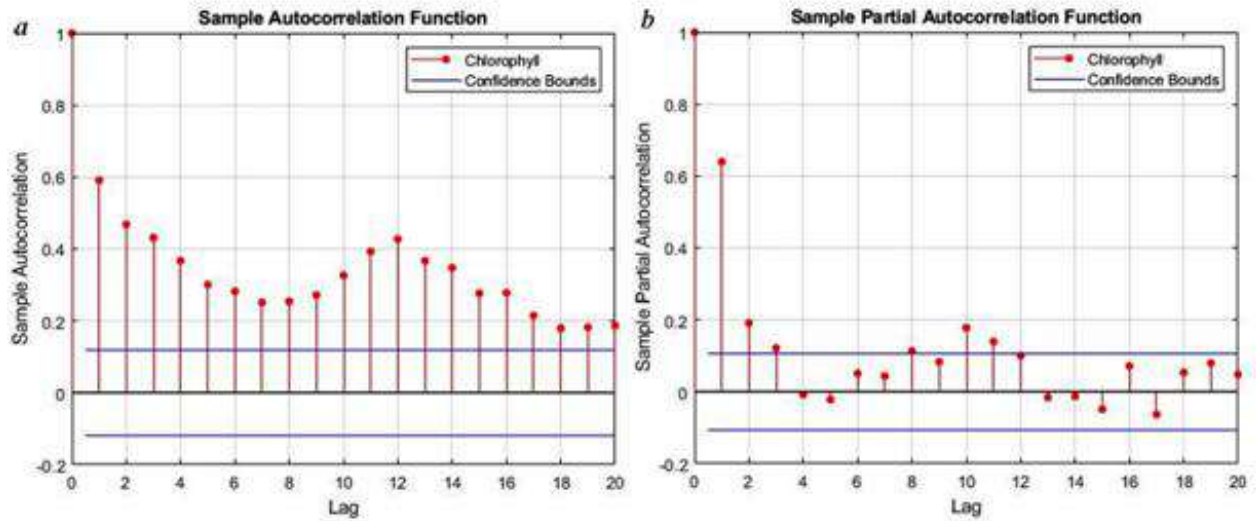 a
Sample Autocorrelation Function
Chlorophyll
Confidence Bounds
1
0.8
0.6
0.4
0.2
0
-0.2
Sample Autocorrelation
0 2 4 6 8 10 12 14 16 18 20
Lag
b
Sample Partial Autocorrelation Function
Chlorophyll
Confidence Bounds
1
0.8
0.6
0.4
0.2
0
-0.2
Sample Partial Autocorrelation
0 2 4 6 8 10 12 14 16 18 20
Lag